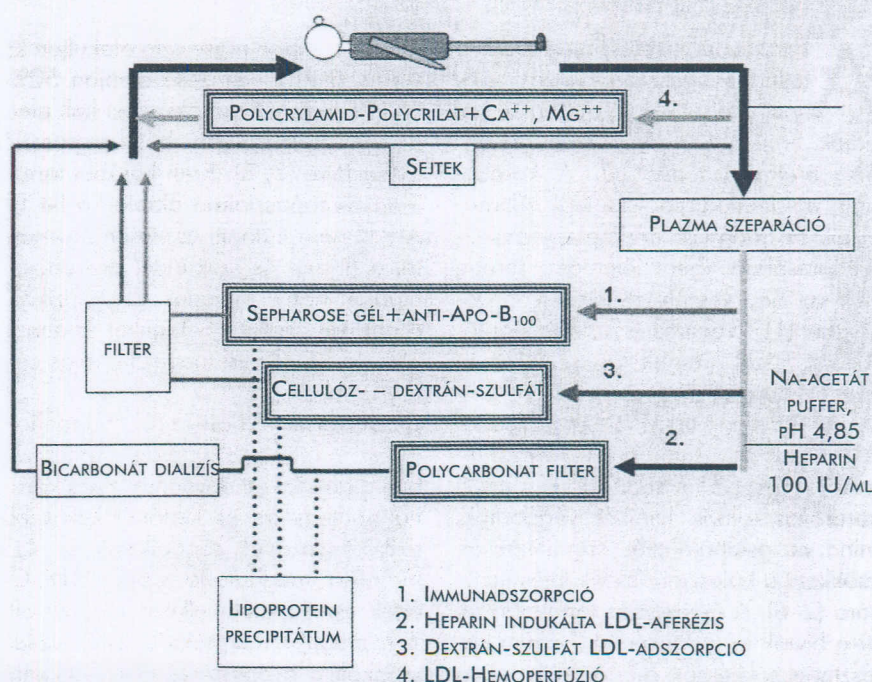 4.
POLYCRYLAMID-POLYCRILAT+CA⁺⁺, MG⁺⁺
SEJTEK
PLAZMA SZEPARÁCIÓ
1.
SEPHAROSE GÉL+ANTI-APO-B₁₀₀
FILTER
3.
CELLULÓZ- – DEXTRÁN-SZULFÁT
NA-ACETÁT
PUFFER,
PH 4,85
HEPARIN
100 IU/ML
2.
BICARBONÁT DIALIZÍS
POLYCARBONAT FILTER
LIPOPROTEIN
PRECIPITÁTUM
1. IMMUNADSZORPCIÓ
2. HEPARIN INDUKÁLTA LDL-AFERÉZIS
3. DEXTRÁN-SZULFÁT LDL-ADSZORPCIÓ
4. LDL-HEMOPERFÚZIÓ